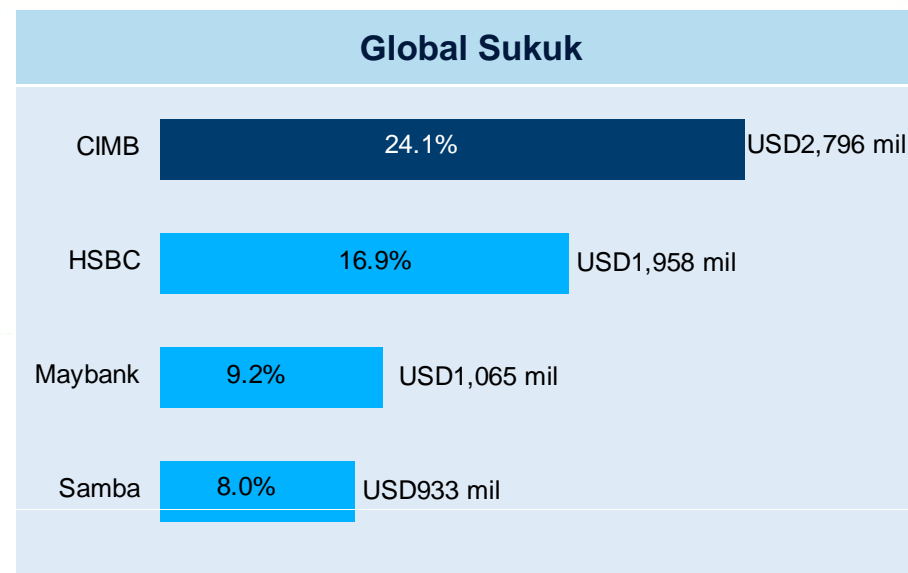 Global Sukuk
CIMB 24.1% USD2,796 mil
HSBC 16.9% USD1,958 mil
Maybank 9.2% USD1,065 mil
Samba 8.0% USD933 mil